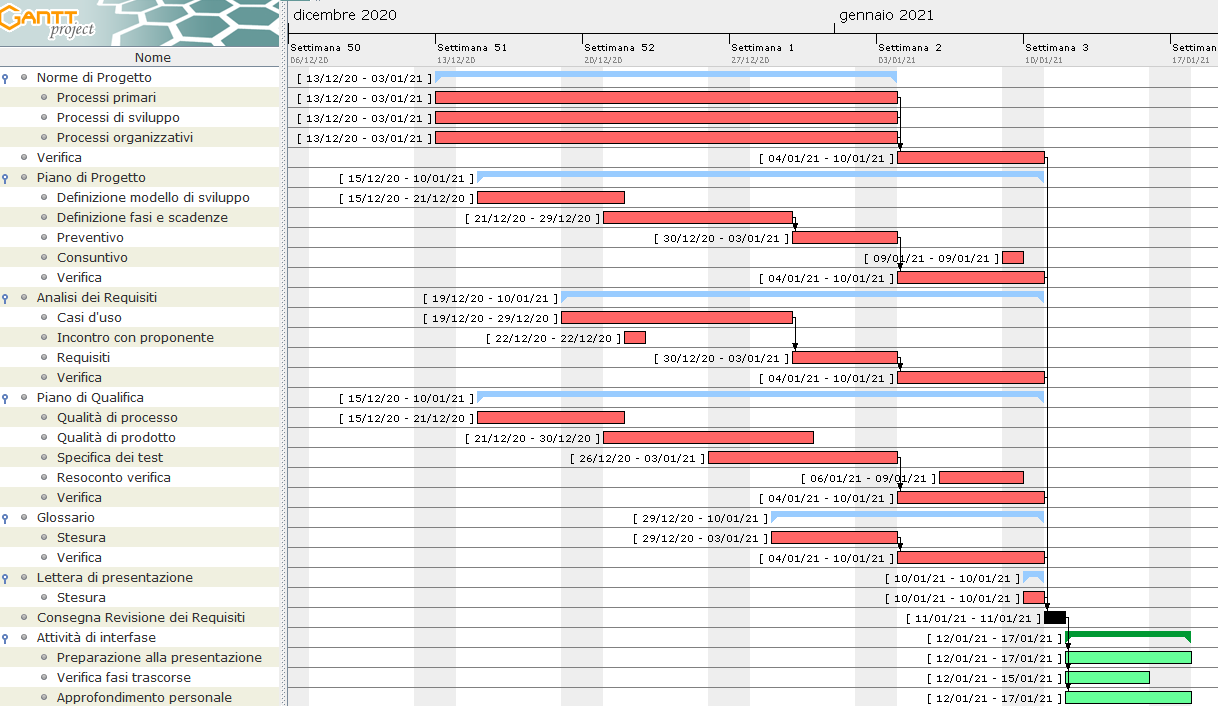 GANTT
project
dicembre 2020
gennaio 2021
Nome
Settimana 50
Settimana 51
Settimana 52
Settimana 1
Settimana 2
Settimana 3
Settiman
06/12/20
13/12/20
20/12/20
27/12/20
03/01/21
10/01/21
17/01/21
Norme di Progetto [ 13/12/20 - 03/01/21 ]
Processi primari [ 13/12/20 - 03/01/21 ]
Processi di sviluppo [ 13/12/20 - 03/01/21 ]
Processi organizzativi [ 13/12/20 - 03/01/21 ]
Verifica [ 04/01/21 - 10/01/21 ]
Piano di Progetto [ 15/12/20 - 10/01/21 ]
Definizione modello di sviluppo [ 15/12/20 - 21/12/20 ]
Definizione fasi e scadenze [ 21/12/20 - 29/12/20 ]
Preventivo [ 30/12/20 - 03/01/21 ]
Consuntivo [ 09/01/21 - 09/01/21 ]
Verifica [ 04/01/21 - 10/01/21 ]
Analisi dei Requisiti [ 19/12/20 - 10/01/21 ]
Casi d'uso [ 19/12/20 - 29/12/20 ]
Incontro con proponente [ 22/12/20 - 22/12/20 ]
Requisiti [ 30/12/20 - 03/01/21 ]
Verifica [ 04/01/21 - 10/01/21 ]
Piano di Qualifica [ 15/12/20 - 10/01/21 ]
Qualità di processo [ 15/12/20 - 21/12/20 ]
Qualità di prodotto [ 21/12/20 - 30/12/20 ]
Specifica dei test [ 26/12/20 - 03/01/21 ]
Resoconto verifica [ 06/01/21 - 09/01/21 ]
Verifica [ 04/01/21 - 10/01/21 ]
Glossario [ 29/12/20 - 10/01/21 ]
Stesura [ 29/12/20 - 03/01/21 ]
Verifica [ 04/01/21 - 10/01/21 ]
Lettera di presentazione [ 10/01/21 - 10/01/21 ]
Stesura [ 10/01/21 - 10/01/21 ]
Consegna Revisione dei Requisiti [ 11/01/21 - 11/01/21 ]
Attività di interfase [ 12/01/21 - 17/01/21 ]
Preparazione alla presentazione [ 12/01/21 - 17/01/21 ]
Verifica fasi trascorse [ 12/01/21 - 15/01/21 ]
Approfondimento personale [ 12/01/21 - 17/01/21 ]